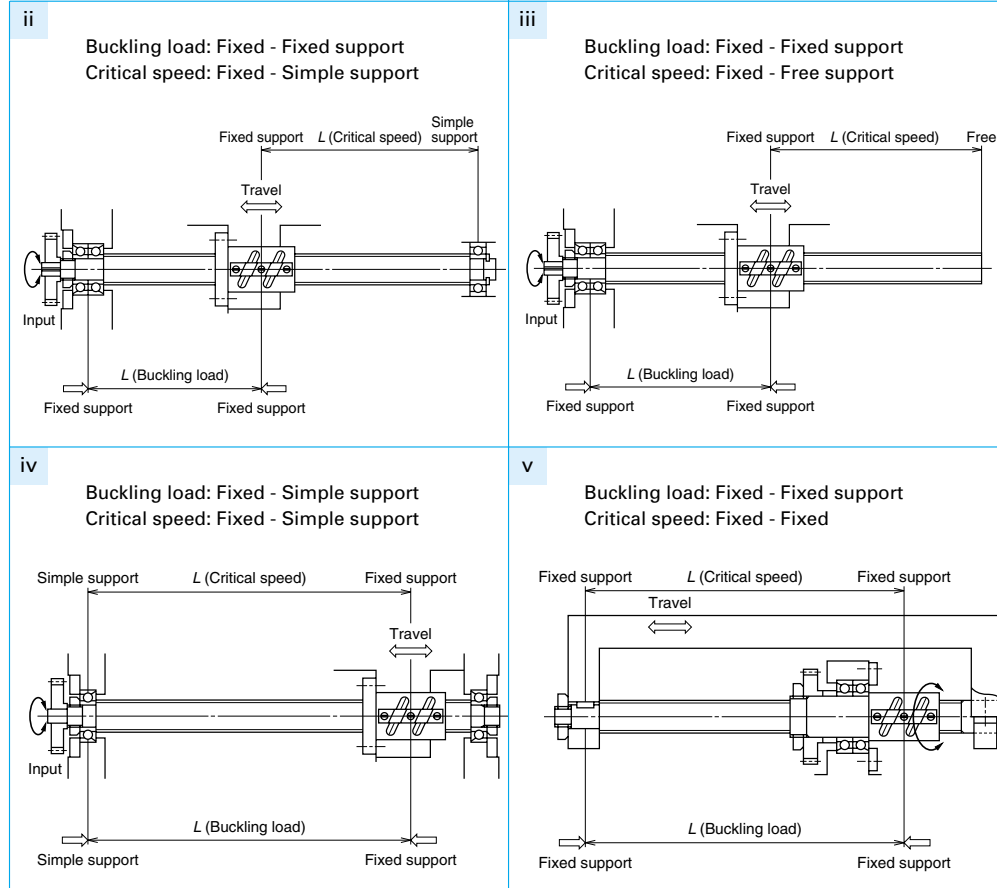 ii
Buckling load: Fixed - Fixed support
Critical speed: Fixed - Simple support
Fixed support
L (Critical speed)
Simple
support
Travel
Input
L (Buckling load)
Fixed support
Fixed support
iii
Buckling load: Fixed - Fixed support
Critical speed: Fixed - Free support
Fixed support
L (Critical speed)
Free
Travel
Input
L (Buckling load)
Fixed support
Fixed support
iv
Buckling load: Fixed - Simple support
Critical speed: Fixed - Simple support
Simple support
L (Critical speed)
Fixed support
Travel
Input
L (Buckling load)
Simple support
Fixed support
v
Buckling load: Fixed - Fixed support
Critical speed: Fixed - Fixed
Fixed support
L (Critical speed)
Fixed support
Travel
L (Buckling load)
Fixed support
Fixed support